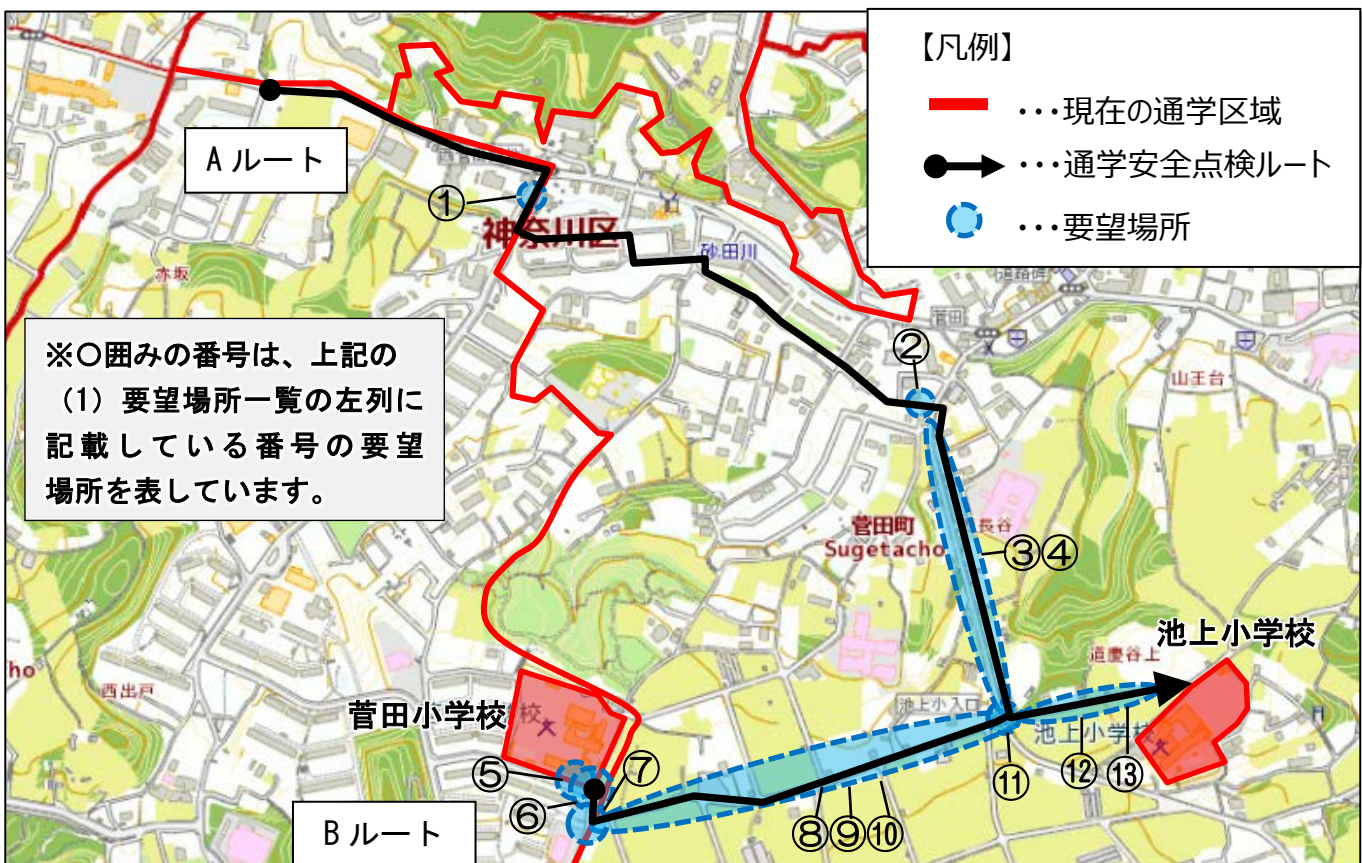 【凡例】
・・・現在の通学区域
・・・通学安全点検ルート
・・・要望場所
Aルート
①
神奈川区
砂田川
赤坂
※〇囲みの番号は、上記の
(1)要望場所一覧の左列に
記載している番号の要望
場所を表しています。
菅田
②
山王台
菅田町
Sugetacho
長谷
③④
池上小学校
道慶谷上
ho
西出戸
菅田小学校
校
池上小入口
池上小学校
⑤
⑥
⑦
⑧⑨⑩
⑪
⑫
⑬
Bルート